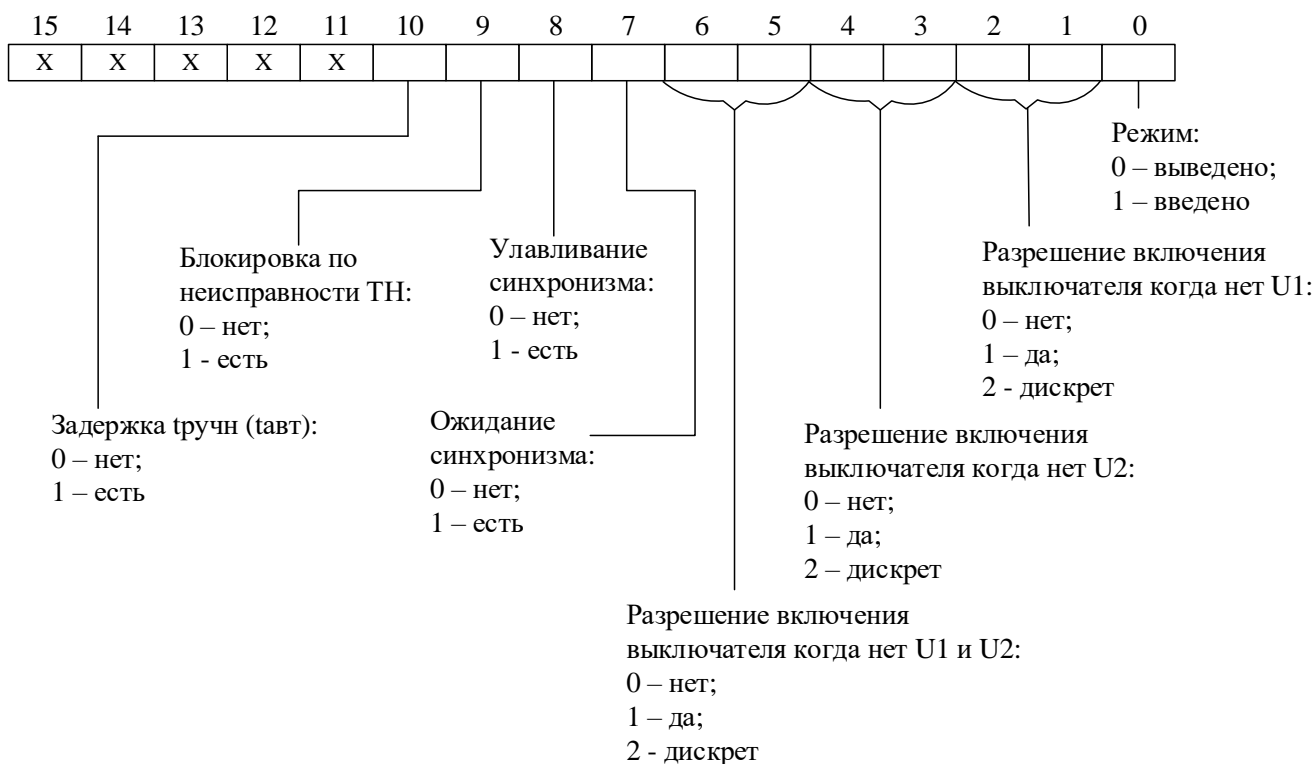 15 14 13 12 11 10 9 8 7 6 5 4 3 2 1 0
X X X X X
Режим:
0 – выведено;
1 – введено
Разрешение включения
выключателя когда нет U1:
0 – нет;
1 – да;
2 - дискрет
Улавливание
синхронизма:
0 – нет;
1 - есть
Блокировка по
неисправности ТН:
0 – нет;
1 - есть
Задержка tручн (tавт):
0 – нет;
1 – есть
Ожидание
синхронизма:
0 – нет;
1 – есть
Разрешение включения
выключателя когда нет U2:
0 – нет;
1 – да;
2 – дискрет
Разрешение включения
выключателя когда нет U1 и U2:
0 – нет;
1 – да;
2 - дискрет